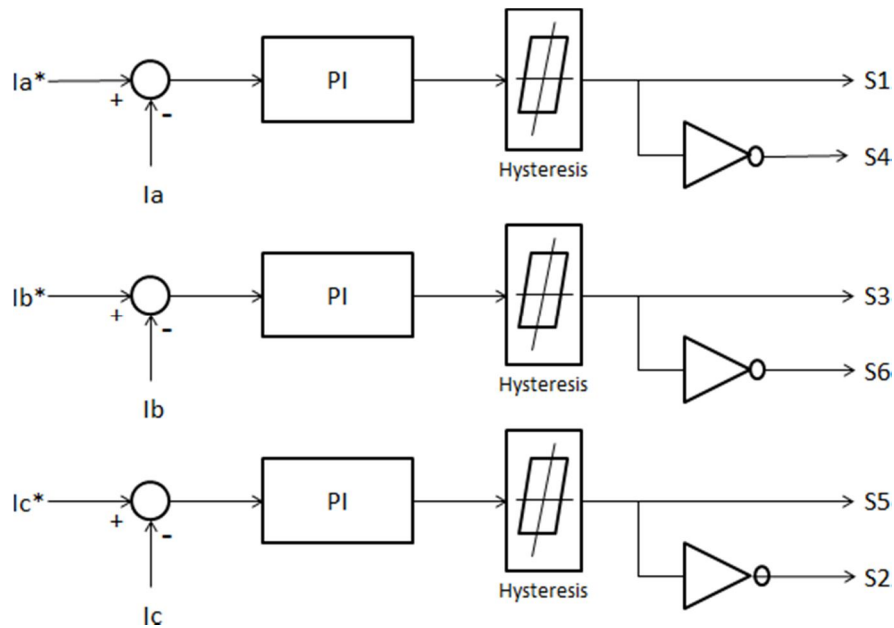 Ia*
+
-
Ia
PI
Hysteresis
S1
S4
Ib*
+
-
Ib
PI
Hysteresis
S3
S6
Ic*
+
-
Ic
PI
Hysteresis
S5
S2